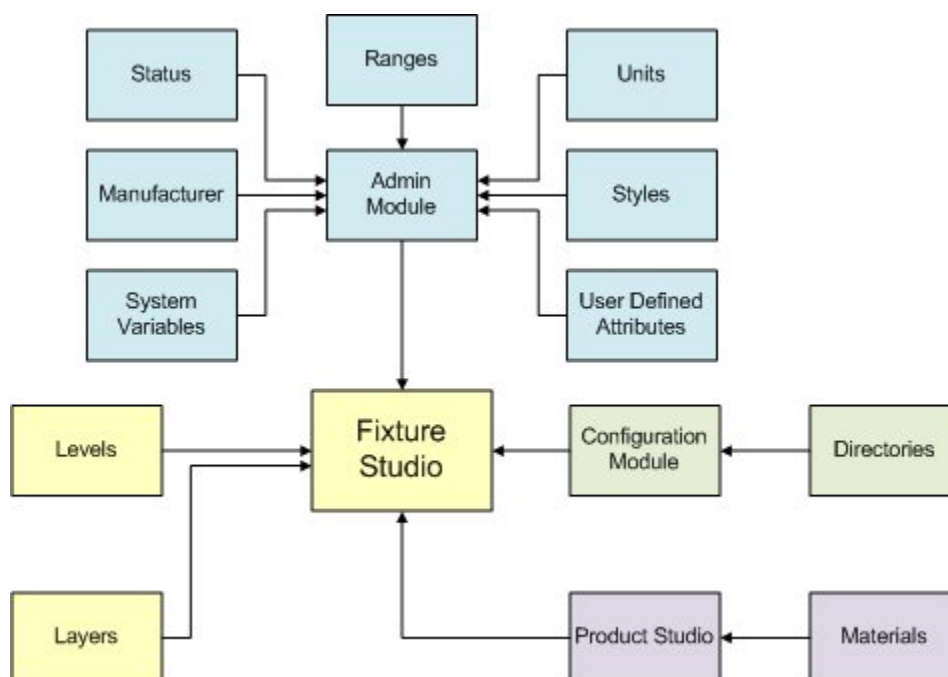 Status
Ranges
Units
Manufacturer
Admin
Module
Styles
System
Variables
User Defined
Attributes
Levels
Fixture
Studio
Configuration
Module
Directories
Layers
Product Studio
Materials